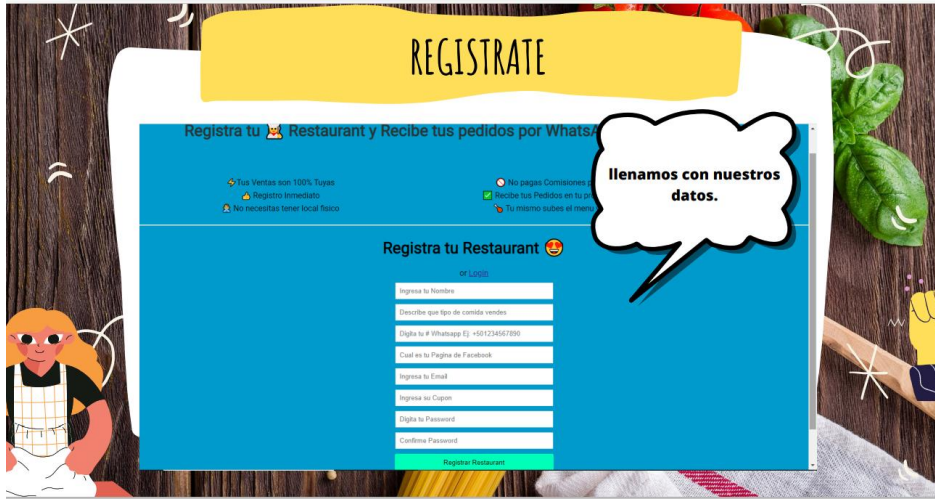 REGISTRATE
Registra tu Restaurant y Recibe tus pedidos por WhatsA
llenamos con nuestros
datos.
⚡Tus Ventas son 100% Tuyas
👍 Registro Inmediato
No necesitas tener local fisico
🚫 No pagas Comisiones
✅ Recibe tus Pedidos en tu
Tu mismo subes el menu
Registra tu Restaurant 😍
or Login
Ingresa tu Nombre
Describe que tipo de comida vendes
Digita tu # Whatsapp Ej: +501234567890
Cual es tu Pagina de Facebook
Ingresa tu Email
Ingresa su Cupon
Digita tu Password
Confirme Password
Registrar Restaurant